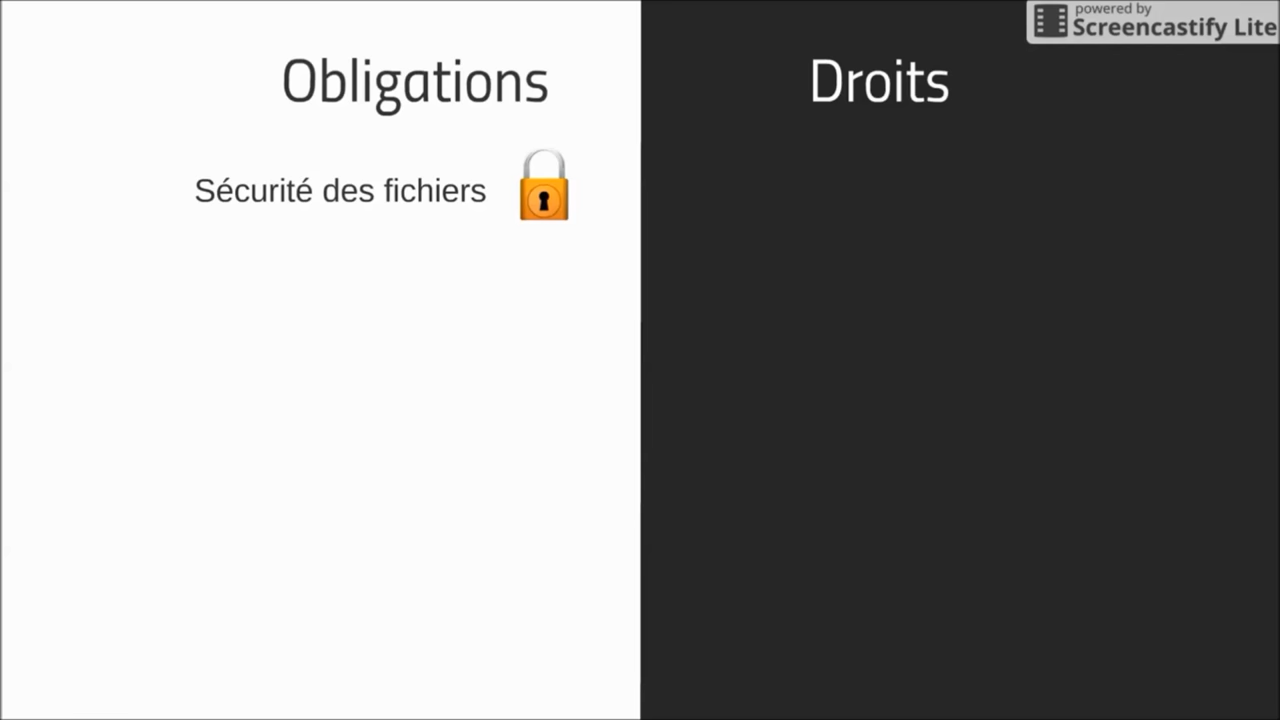 powered by
Screencastify Lite
Obligations
Droits
Sécurité des fichiers